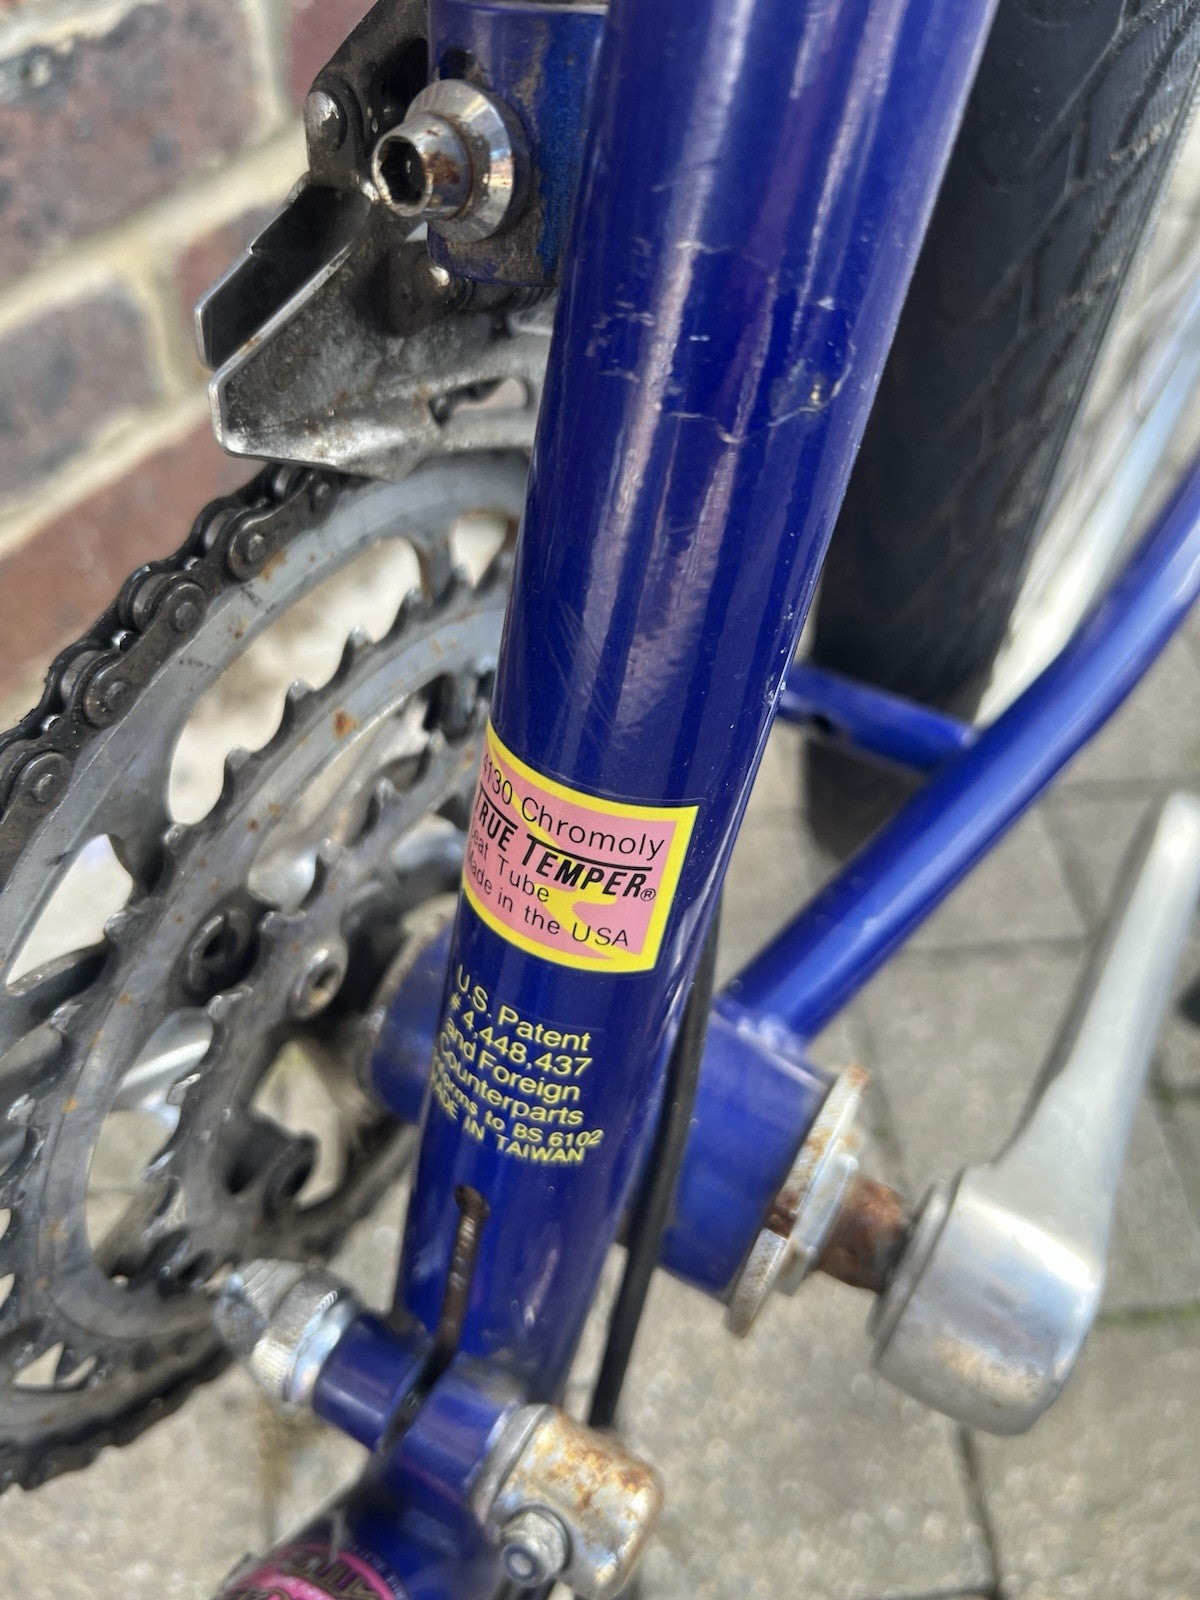 4130 Chromoly
TRUE TEMPER®
Seat Tube
Made in the USA
U.S. Patent
# 4,448,437
and Foreign
Counterparts
to BS 6102
MADE IN TAIWAN